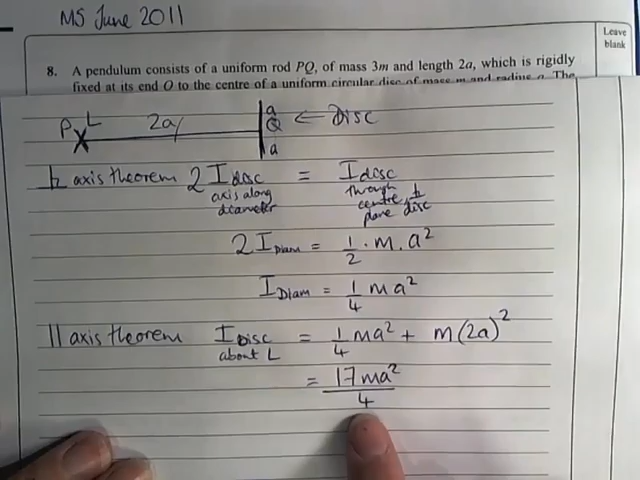 MS June 2011
Leave
blank
8. A pendulum consists of a uniform rod PQ, of mass 3m and length 2a, which is rigidly
fixed at its end Q to the centre of a uniform circular disc of mass m and radius a. The
P L 2a a Q a ← Disc
⊥ axis theorem 2 I disc = I disc
axis along diameter through centre ⊥ plane disc
2 I Diam = 1/2 . m . a²
I Diam = 1/4 ma²
|| axis theorem I Disc = 1/4 ma² + m(2a)²
about L
= 17ma²/4